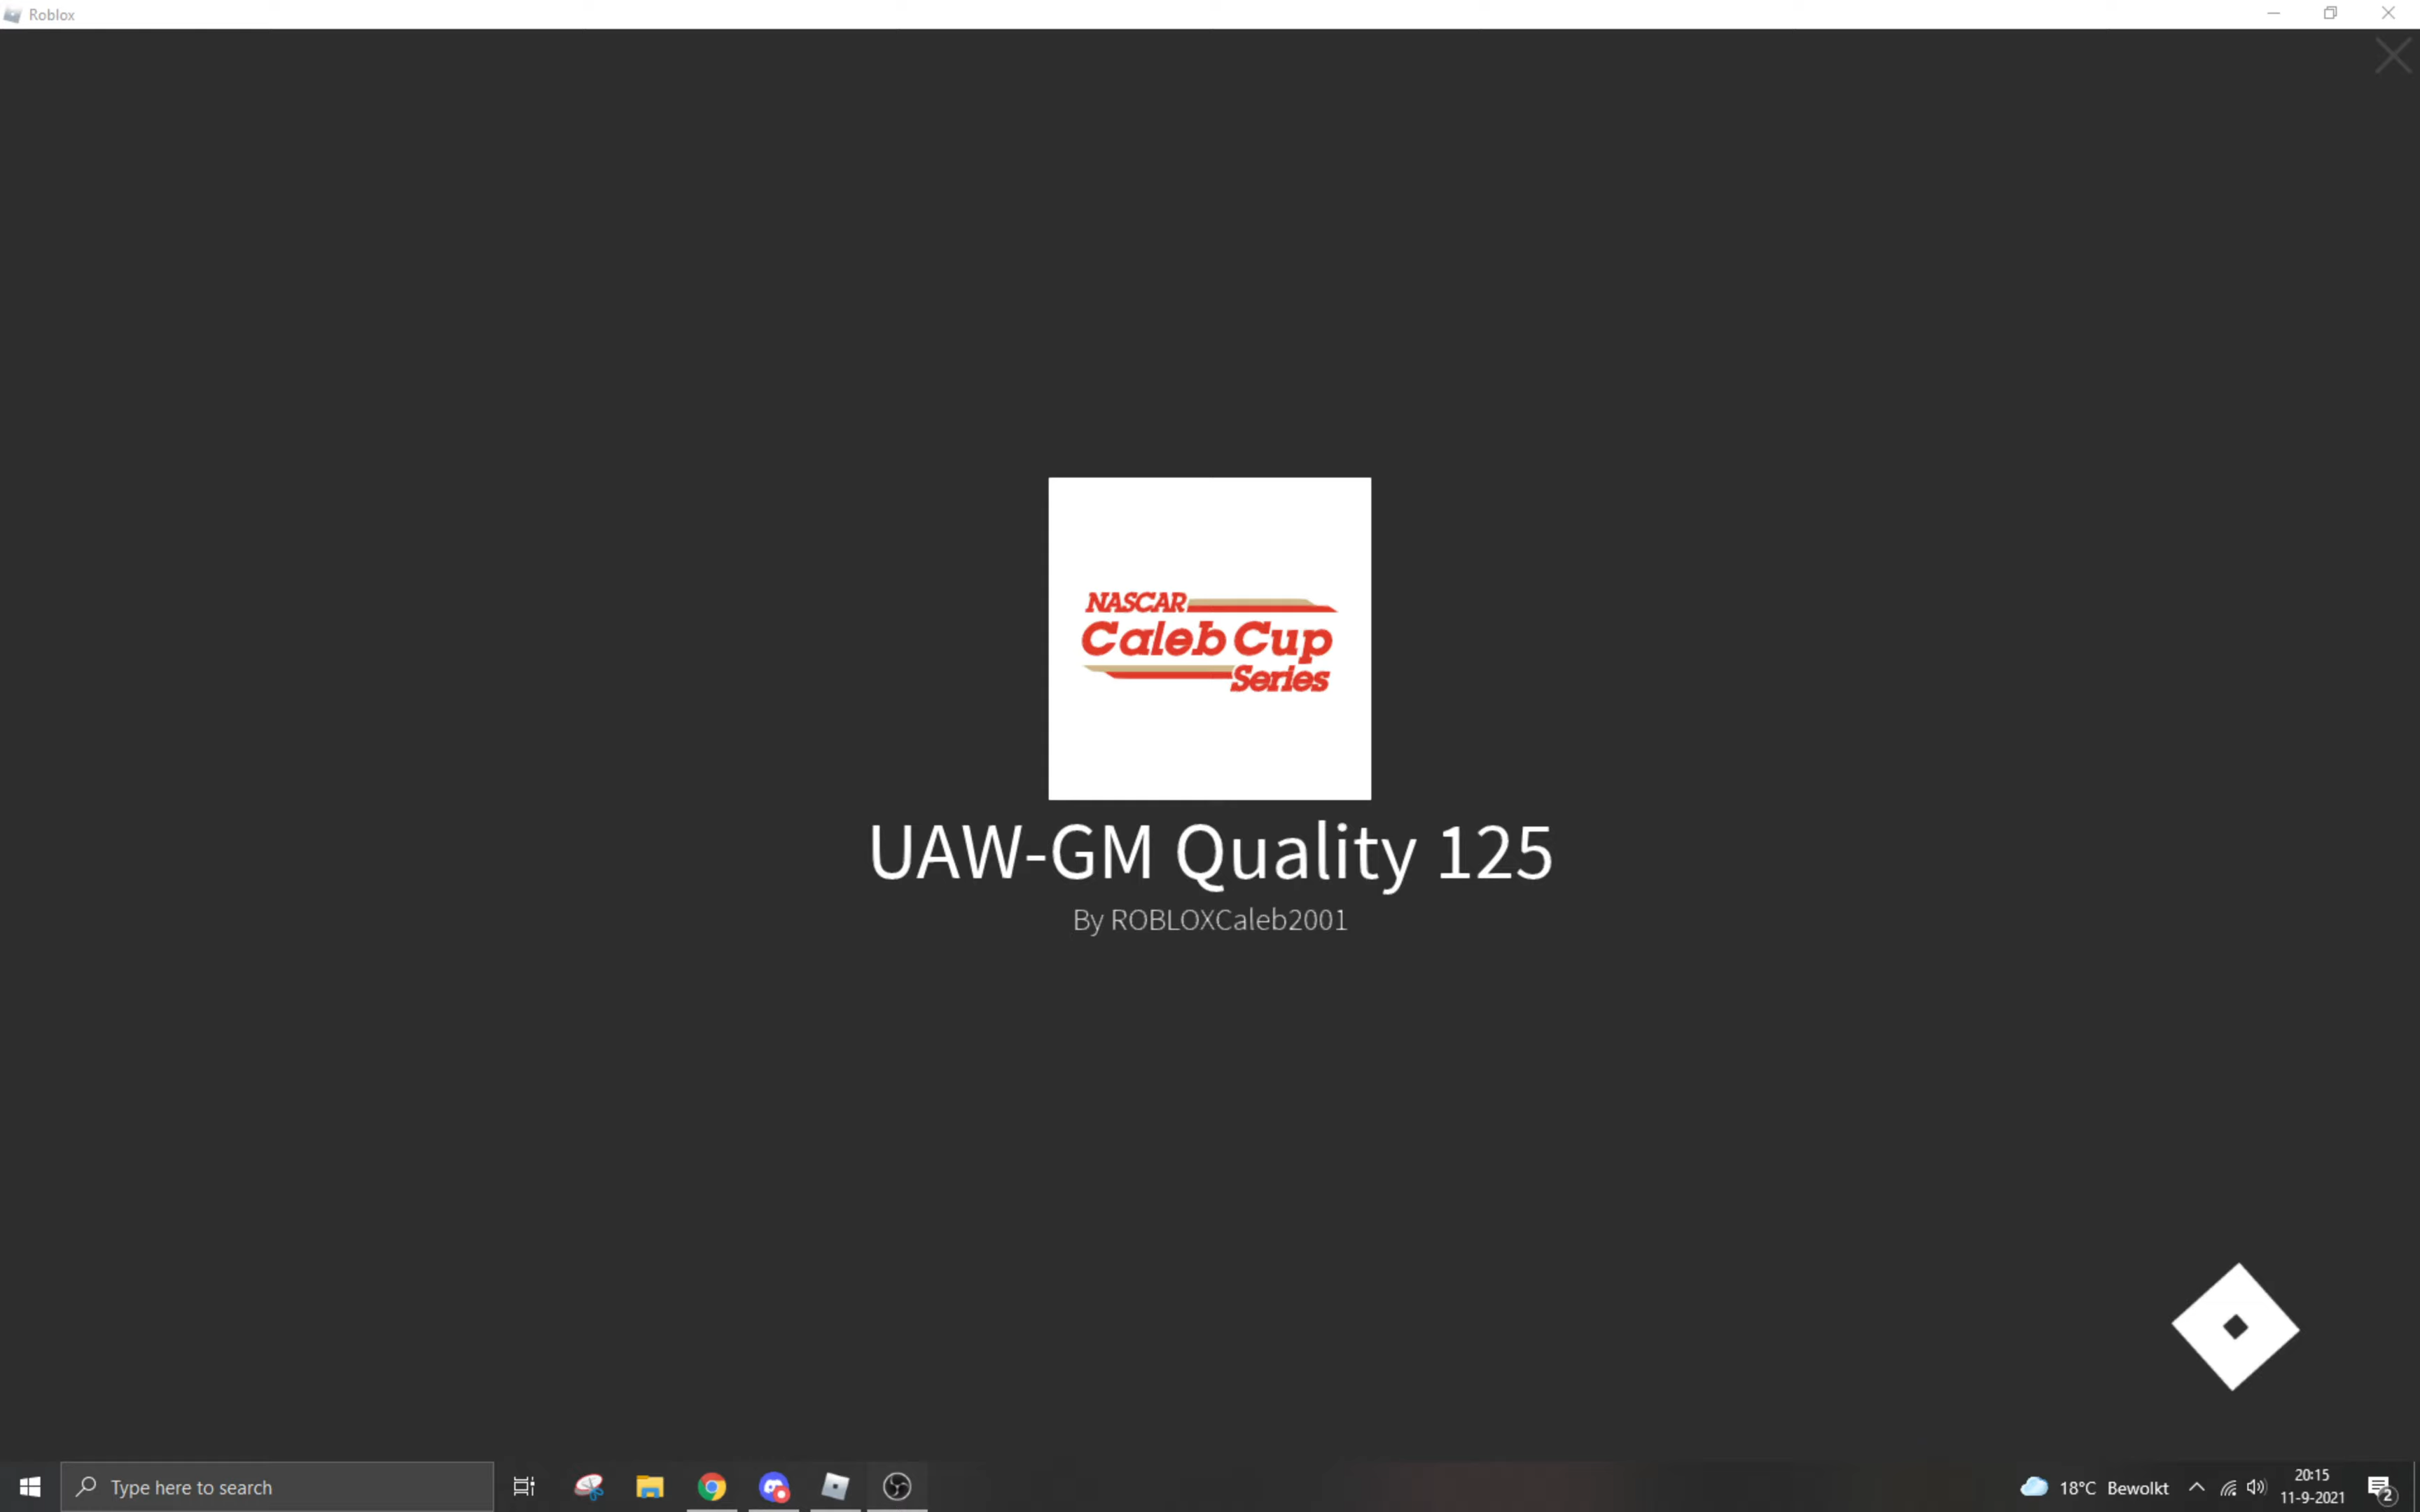 Roblox
NASCAR
Caleb Cup
Series
UAW-GM Quality 125
By ROBLOXCaleb2001
Type here to search
18°C Bewolkt
20:15
11-9-2021
2